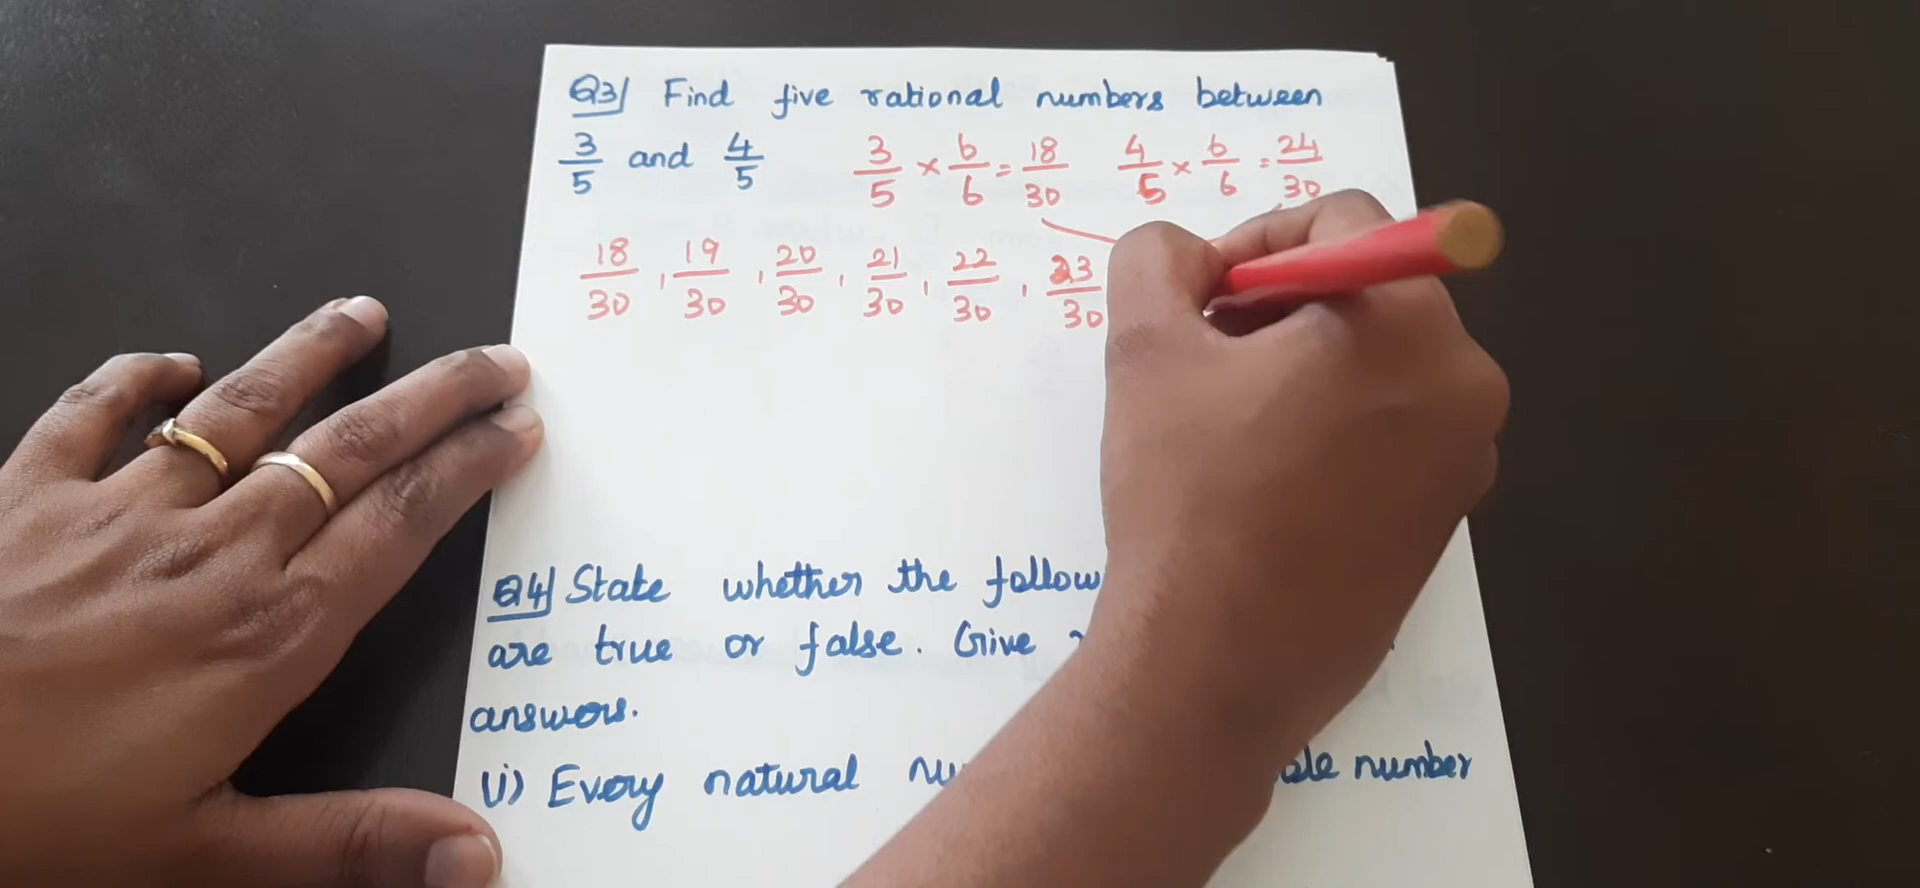 Q3/ Find five rational numbers between
3/5 and 4/5   3/5 × 6/6 = 18/30   4/5 × 6/6 = 24/30
18/30 , 19/30 , 20/30 , 21/30 , 22/30 , 23/30
Q4/ State whether the follow
are true or false. Give
answers.
(i) Every natural number